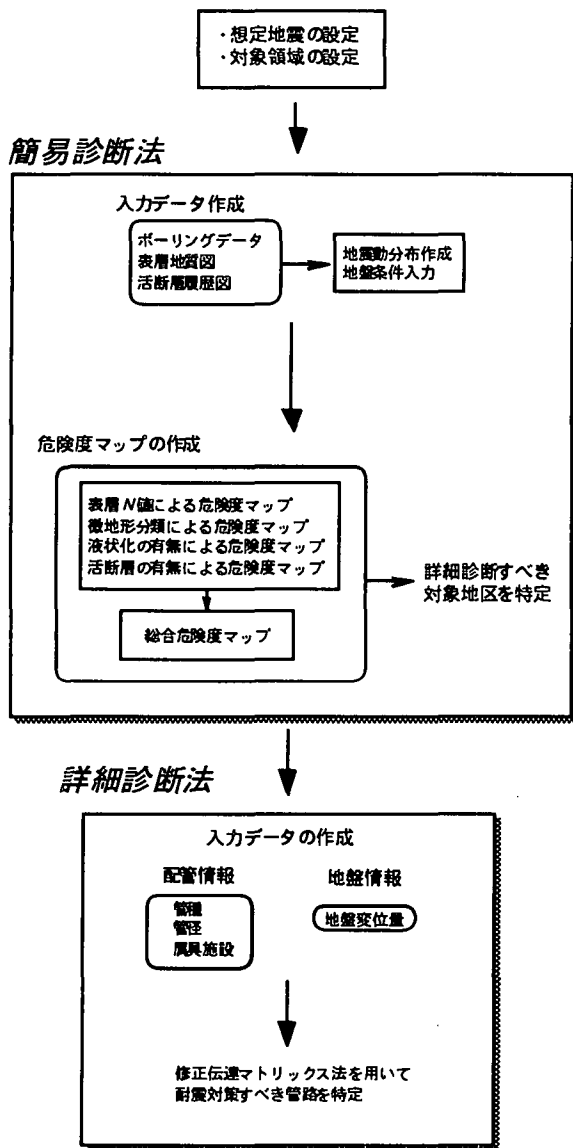 ・想定地震の設定
・対象領域の設定
簡易診断法
入力データ作成
ボーリングデータ
表層地質図
活断層履歴図
地震動分布作成
地盤条件入力
危険度マップの作成
表層N値による危険度マップ
微地形分類による危険度マップ
液状化の有無による危険度マップ
活断層の有無による危険度マップ
総合危険度マップ
詳細診断すべき
対象地区を特定
詳細診断法
入力データの作成
配管情報
管種
管径
属具施設
地盤情報
地盤変位量
修正伝達マトリックス法を用いて
耐震対策すべき管路を特定